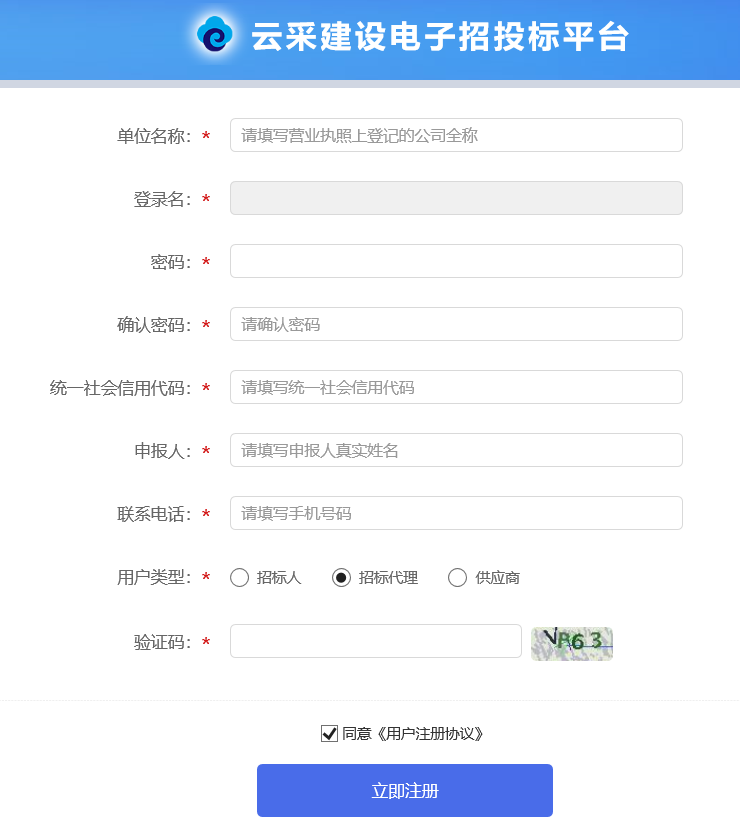 云采建设电子招投标平台
单位名称：* 请填写营业执照上登记的公司全称
登录名：*
密码：*
确认密码：* 请确认密码
统一社会信用代码：* 请填写统一社会信用代码
申报人：* 请填写申报人真实姓名
联系电话：* 请填写手机号码
用户类型：* 招标人 招标代理 供应商
验证码：* VP63
同意《用户注册协议》
立即注册